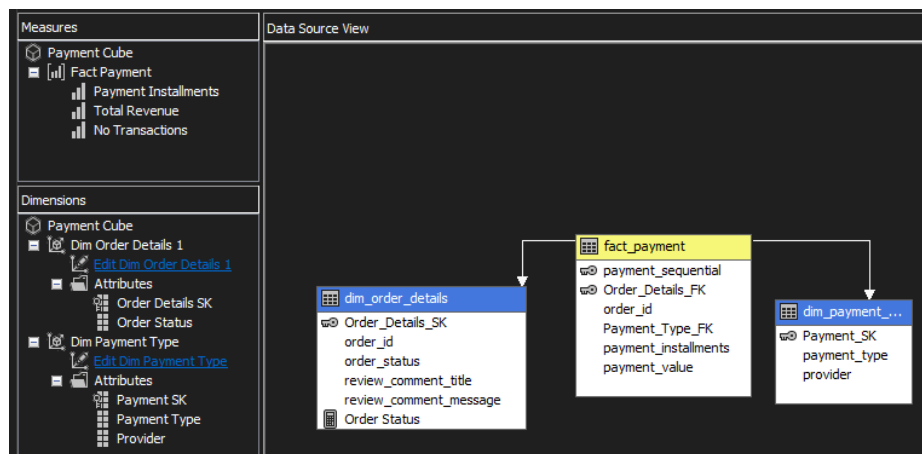 Measures
Payment Cube
Fact Payment
Payment Installments
Total Revenue
No Transactions
Dimensions
Payment Cube
Dim Order Details 1
Edit Dim Order Details 1
Attributes
Order Details SK
Order Status
Dim Payment Type
Edit Dim Payment Type
Attributes
Payment SK
Payment Type
Provider
Data Source View
dim_order_details
Order_Details_SK
order_id
order_status
review_comment_title
review_comment_message
Order Status
fact_payment
payment_sequential
Order_Details_FK
order_id
Payment_Type_FK
payment_installments
payment_value
dim_payment_...
Payment_SK
payment_type
provider